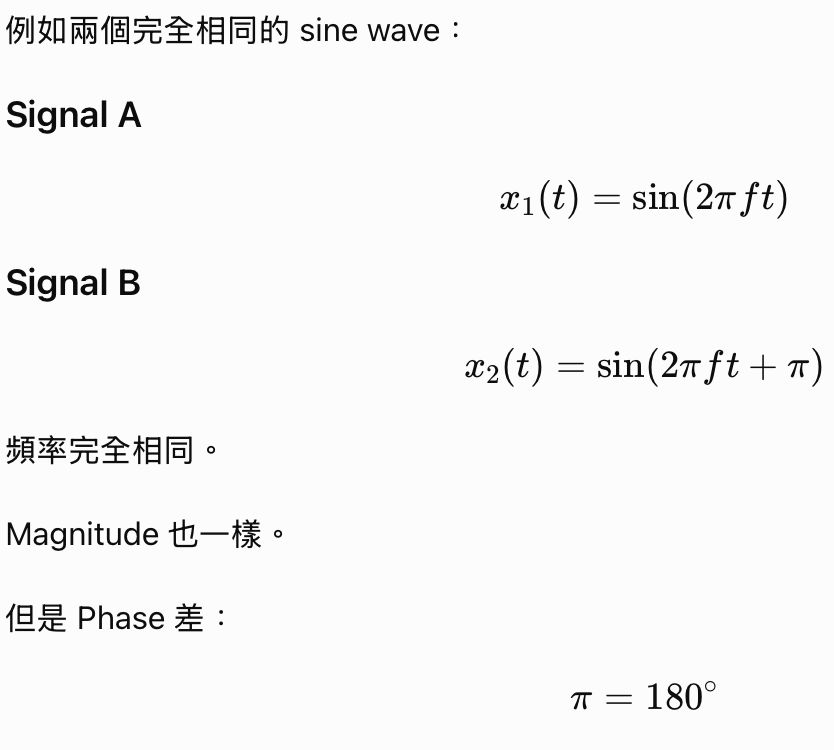 例如兩個完全相同的 sine wave：
Signal A
x₁(t) = sin(2πft)
Signal B
x₂(t) = sin(2πft + π)
頻率完全相同。
Magnitude 也一樣。
但是 Phase 差：
π = 180°